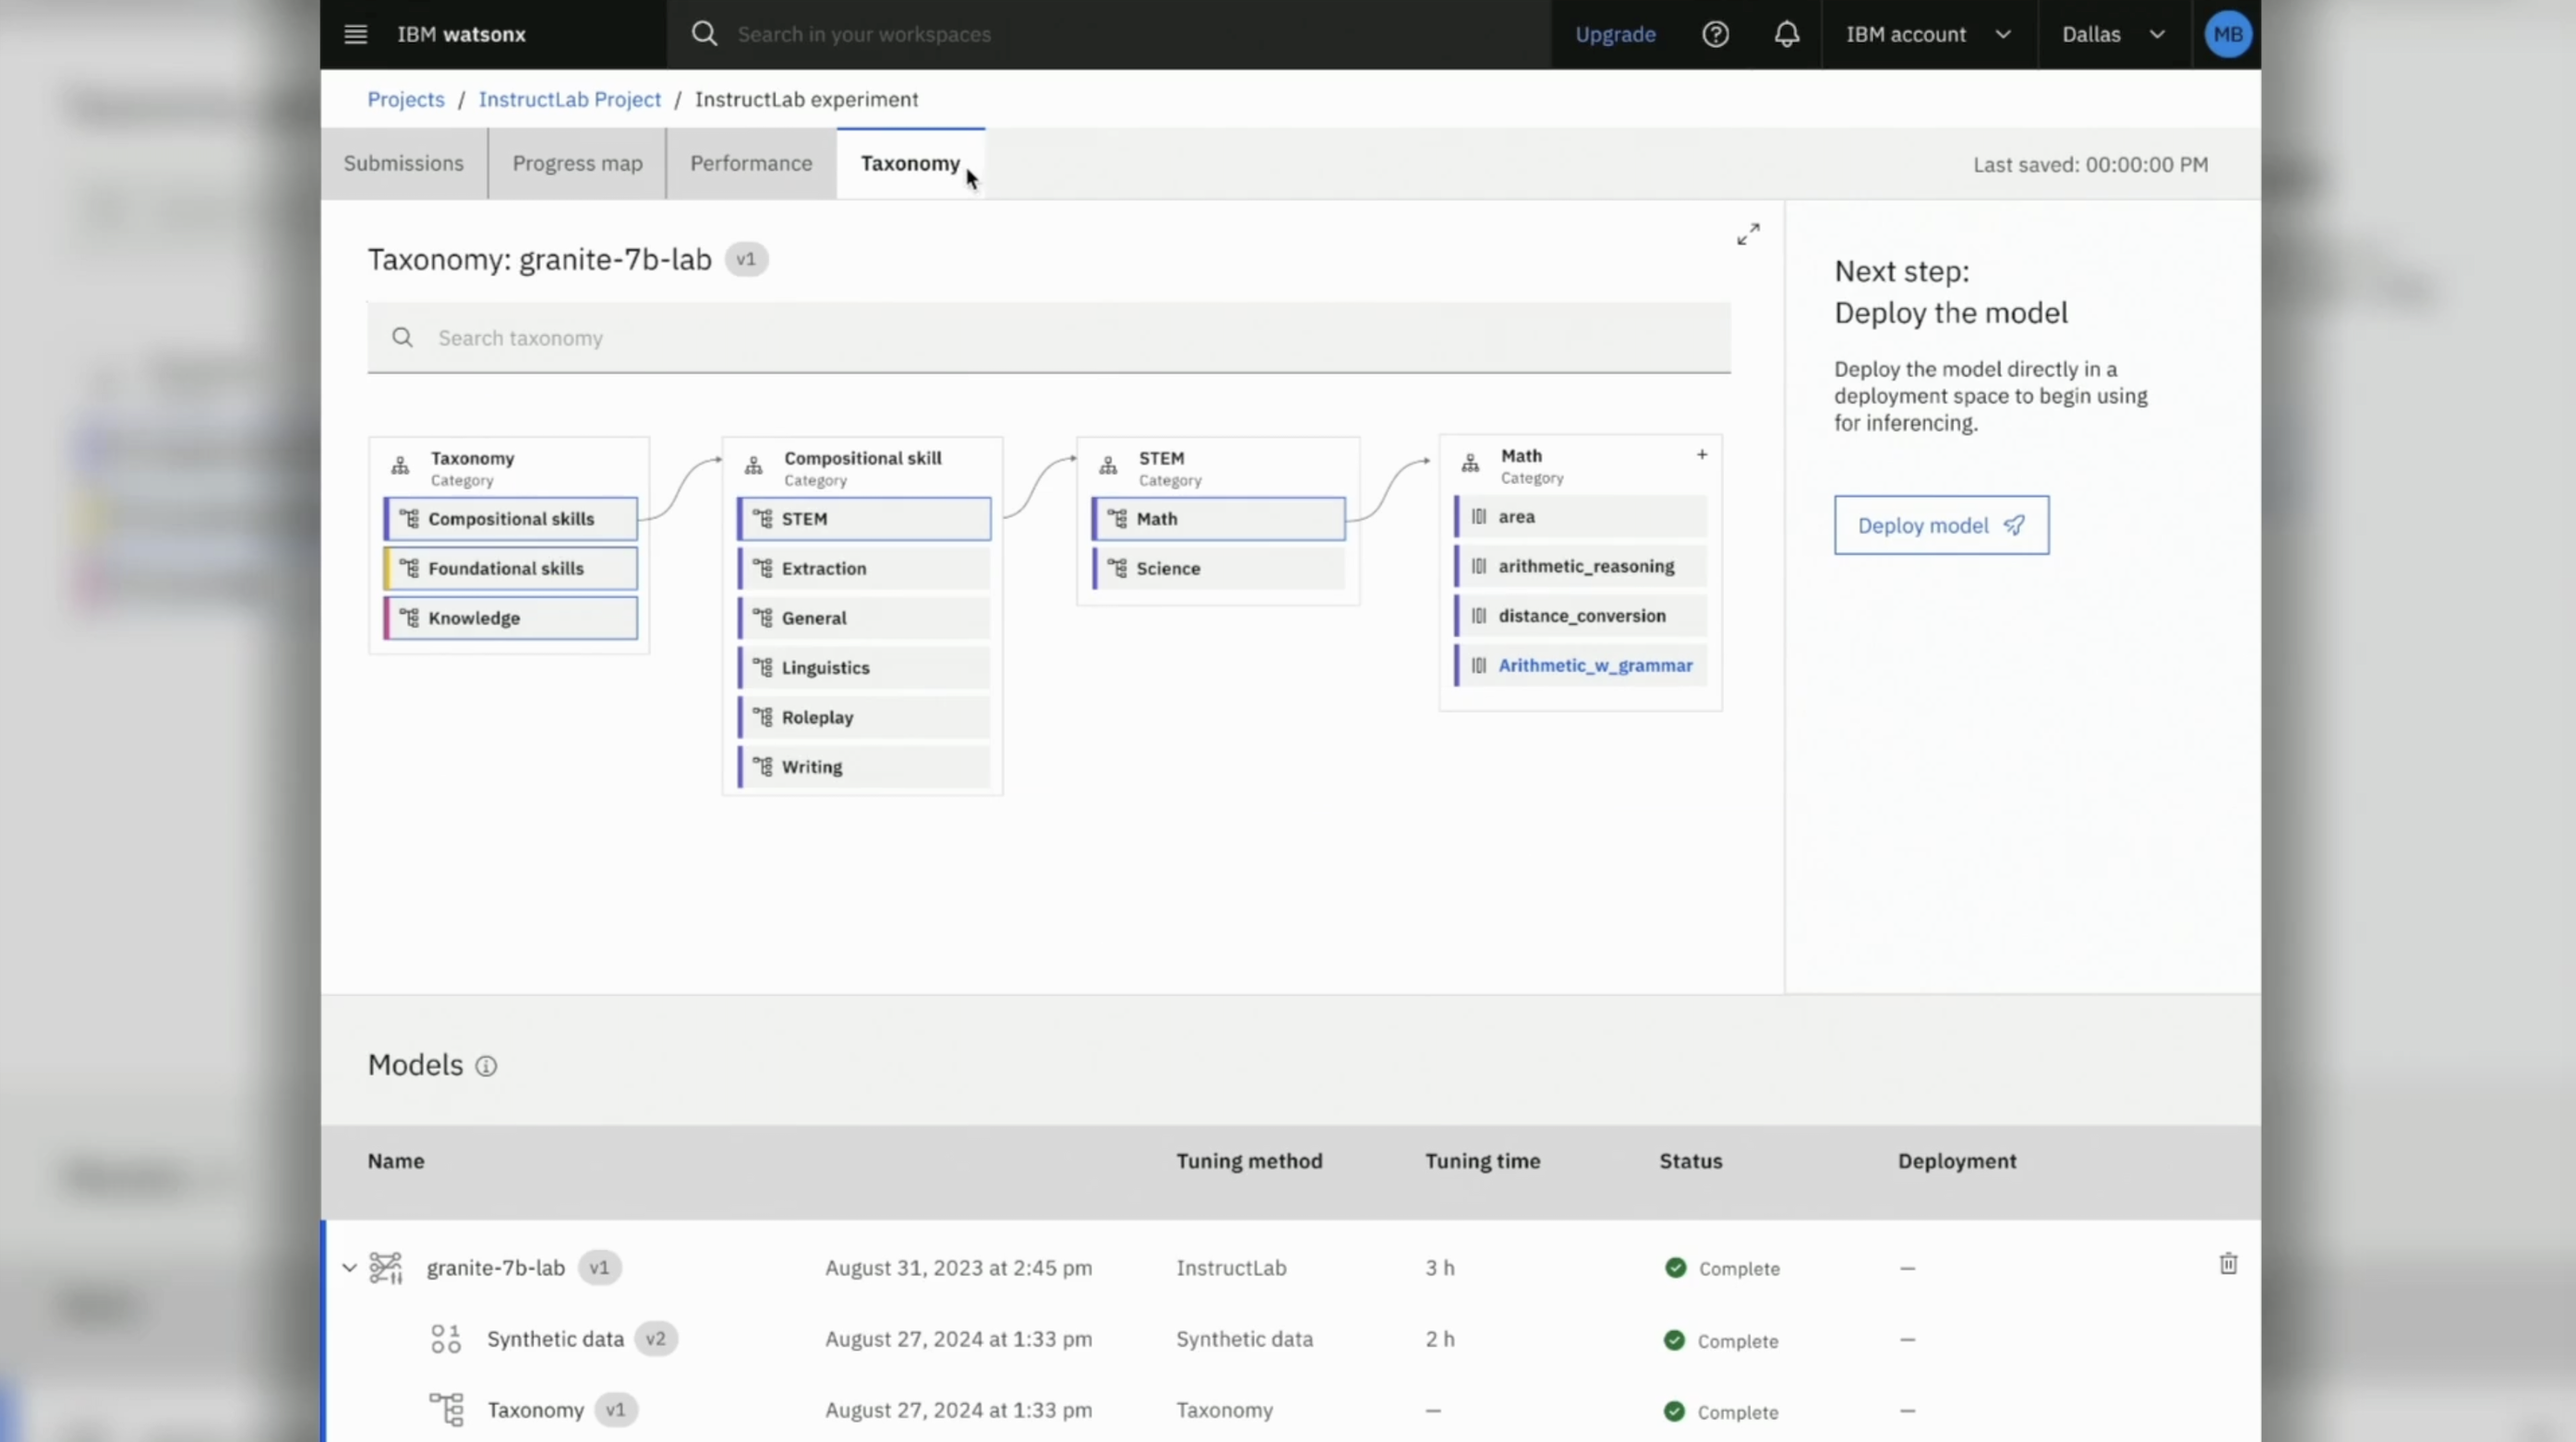 IBM watsonx
Search in your workspaces
Upgrade
IBM account
Dallas
MB
Projects / InstructLab Project / InstructLab experiment
Submissions
Progress map
Performance
Taxonomy
Last saved: 00:00:00 PM
Taxonomy: granite-7b-lab v1
Search taxonomy
Taxonomy
Category
Compositional skills
Foundational skills
Knowledge
Compositional skill
Category
STEM
Extraction
General
Linguistics
Roleplay
Writing
STEM
Category
Math
Science
Math
Category
+
area
arithmetic_reasoning
distance_conversion
Arithmetic_w_grammar
Next step:
Deploy the model
Deploy the model directly in a
deployment space to begin using
for inferencing.
Deploy model
Models
Name Tuning method Tuning time Status Deployment
granite-7b-lab v1 August 31, 2023 at 2:45 pm InstructLab 3 h Complete —
Synthetic data v2 August 27, 2024 at 1:33 pm Synthetic data 2 h Complete —
Taxonomy v1 August 27, 2024 at 1:33 pm Taxonomy — Complete —